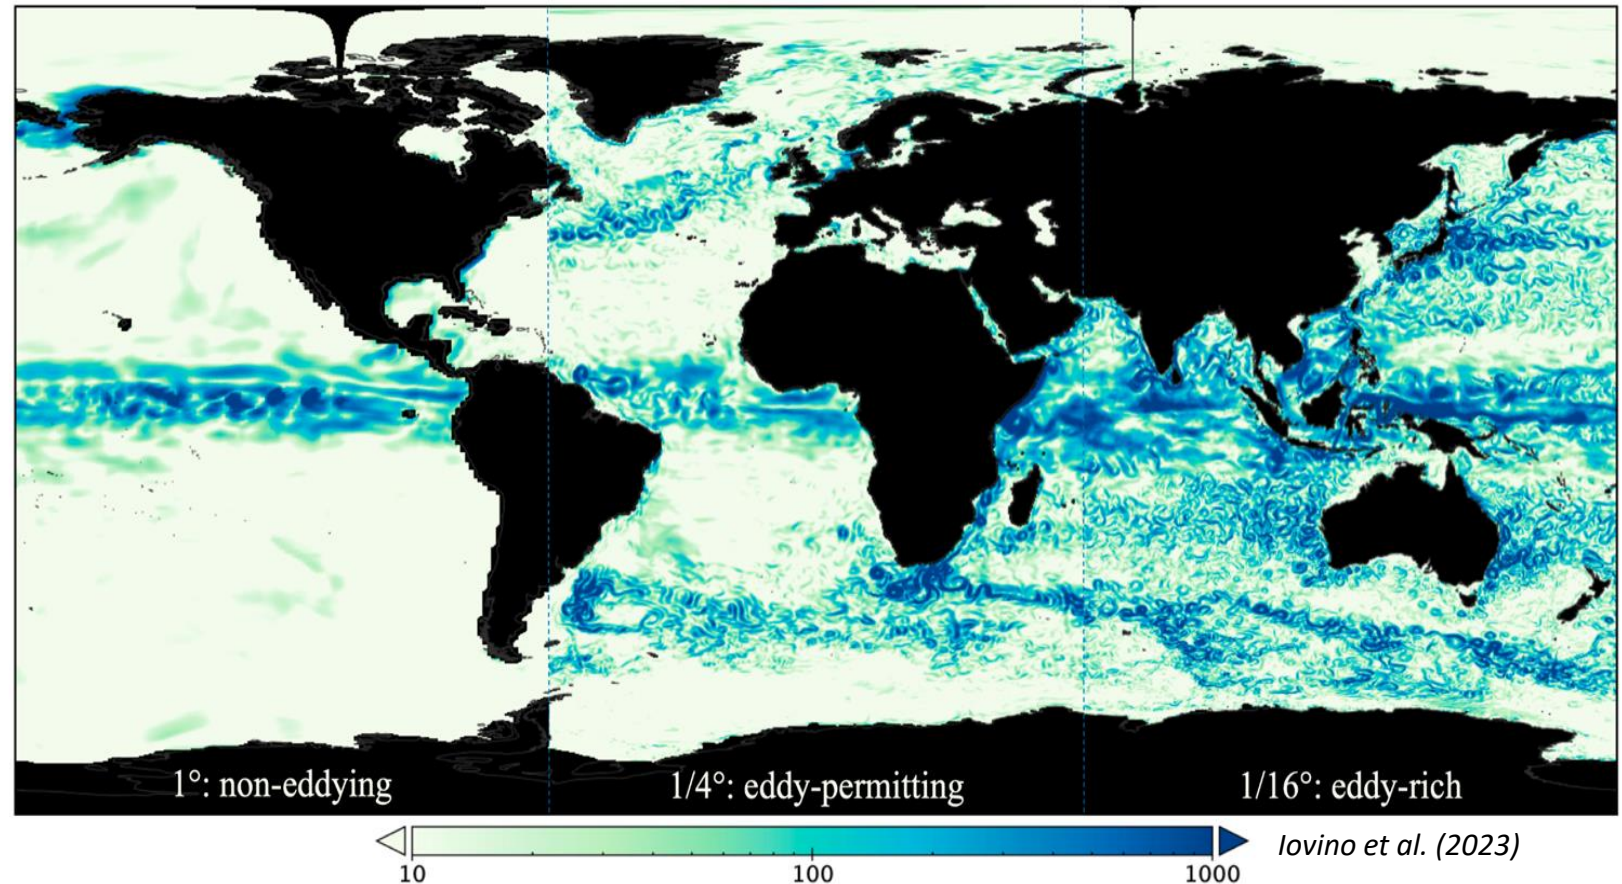 1°: non-eddying
1/4°: eddy-permitting
1/16°: eddy-rich
10
100
1000
Iovino et al. (2023)